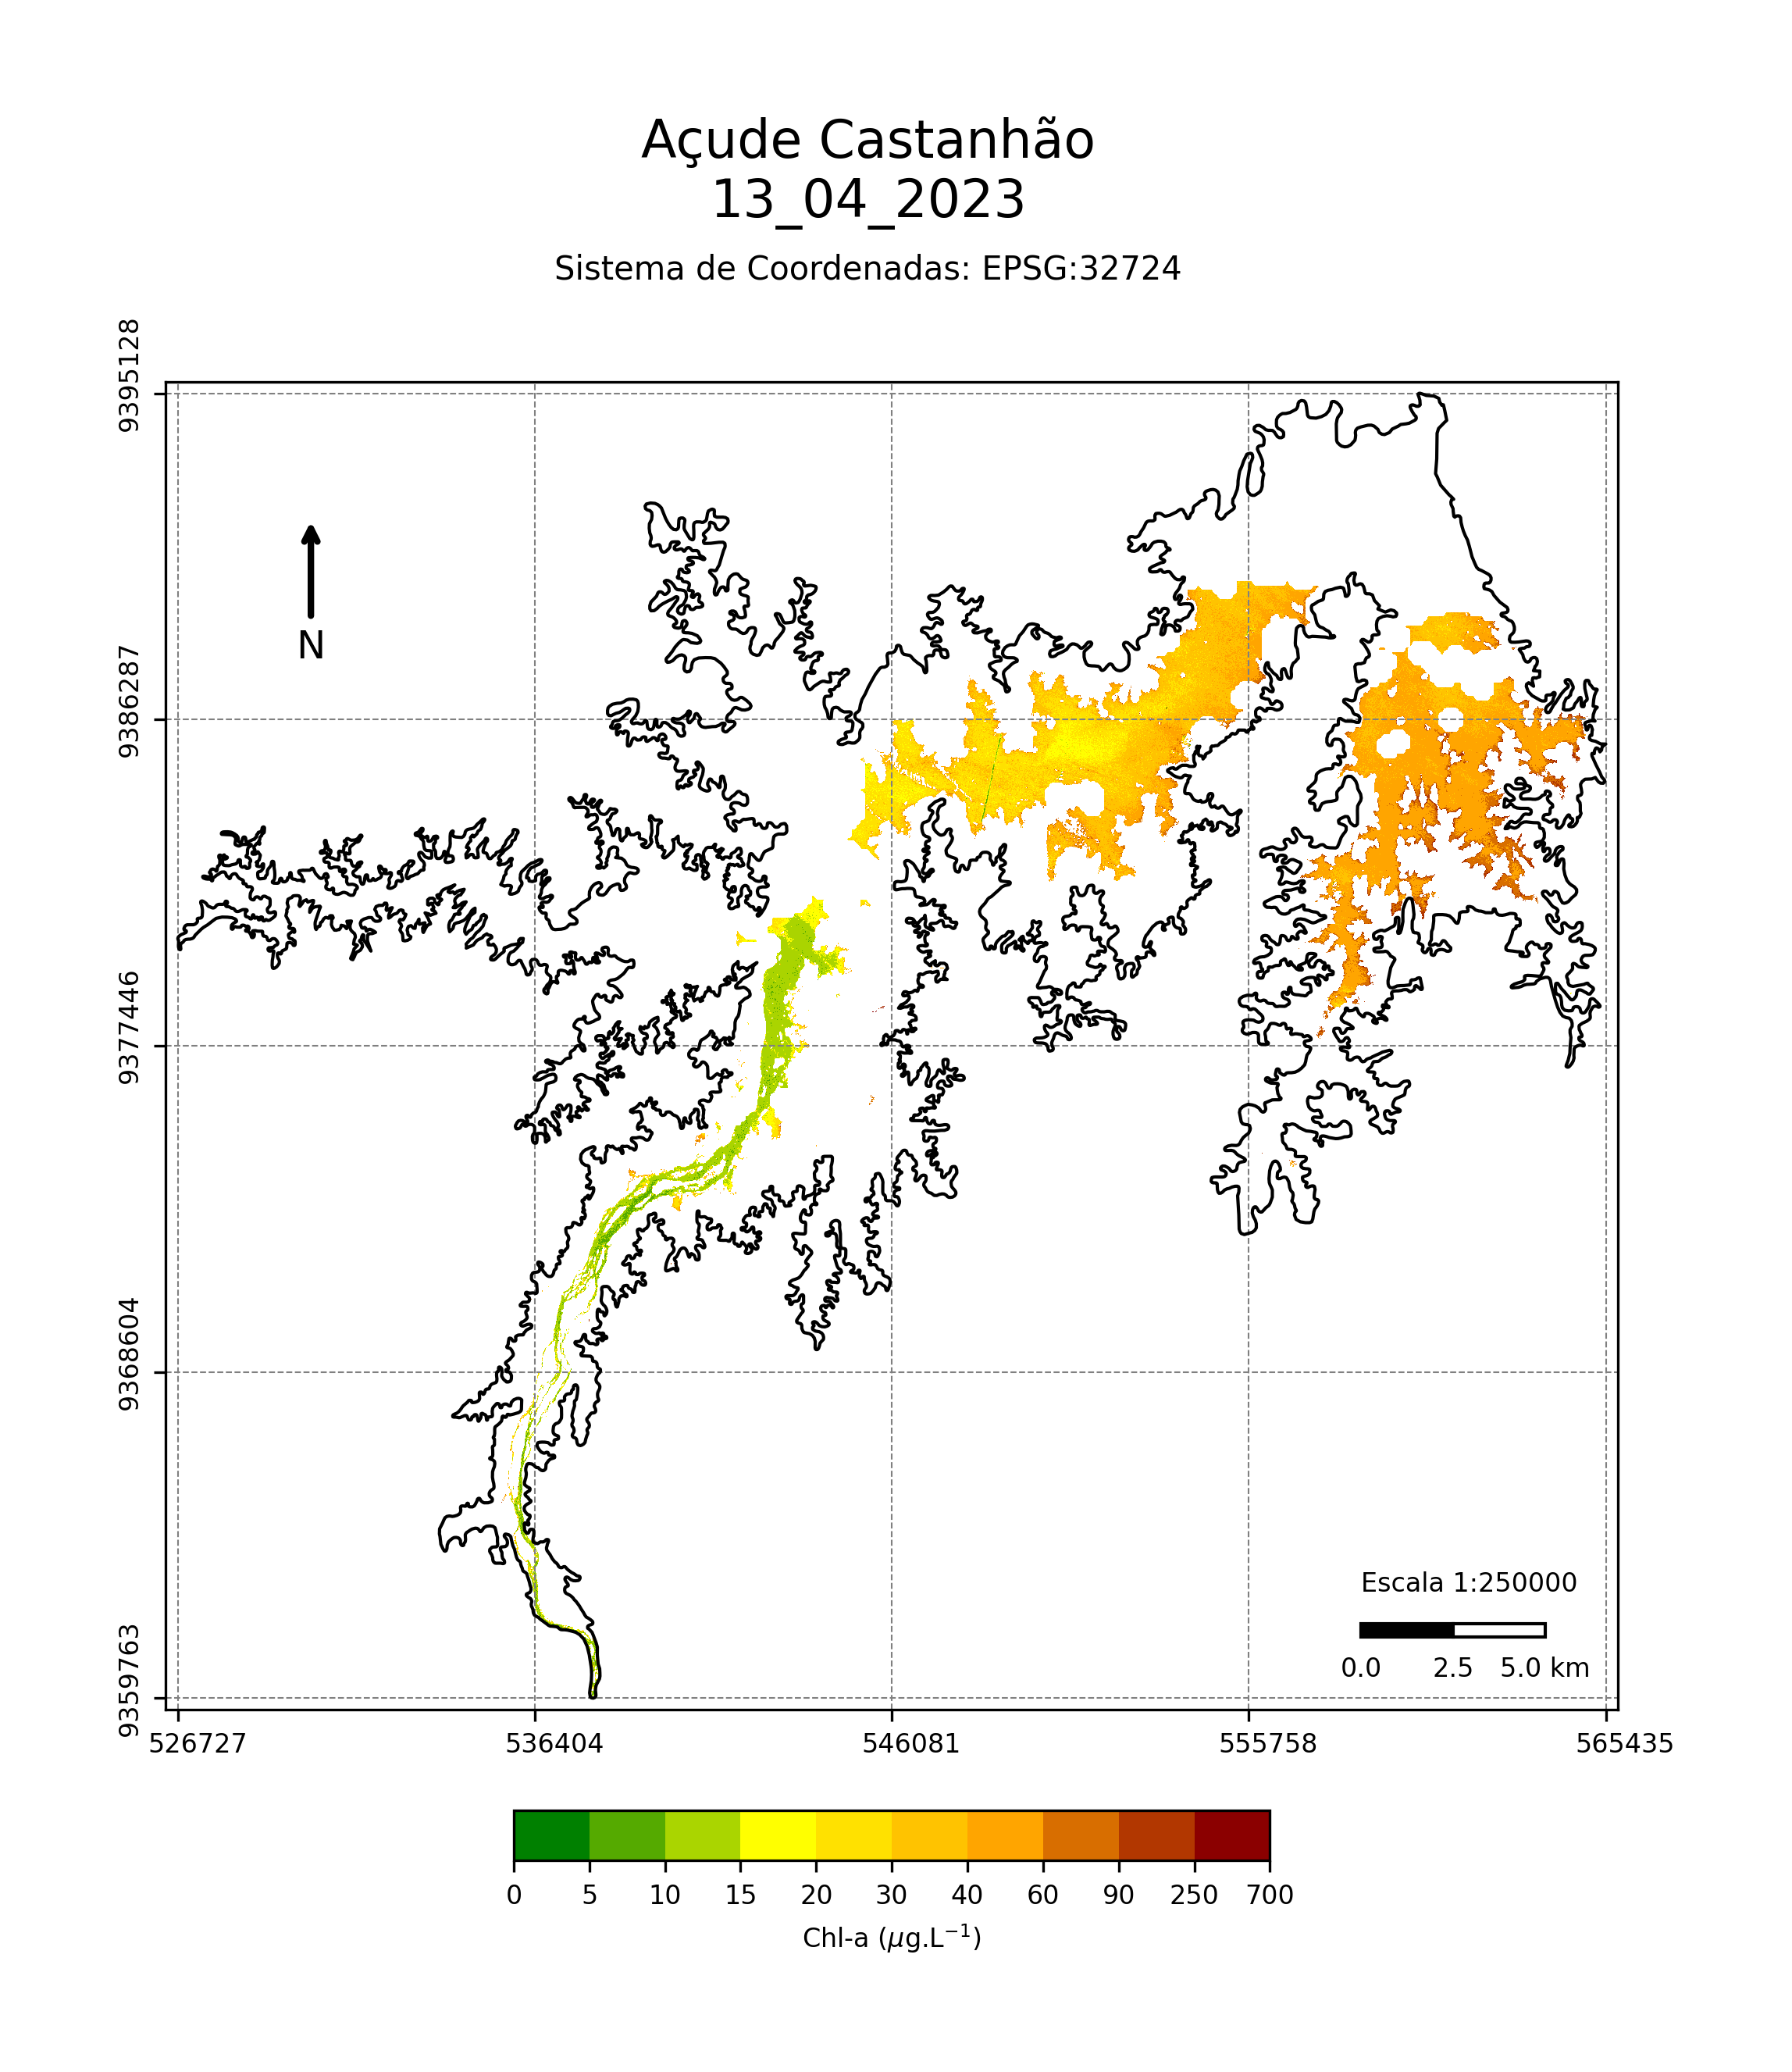 Açude Castanhão
13_04_2023
Sistema de Coordenadas: EPSG:32724
9395128
9386287
9377446
9368604
9359763
N
Escala 1:250000
0.0 2.5 5.0 km
526727 536404 546081 555758 565435
0 5 10 15 20 30 40 60 90 250 700
Chl-a (μg.L⁻¹)